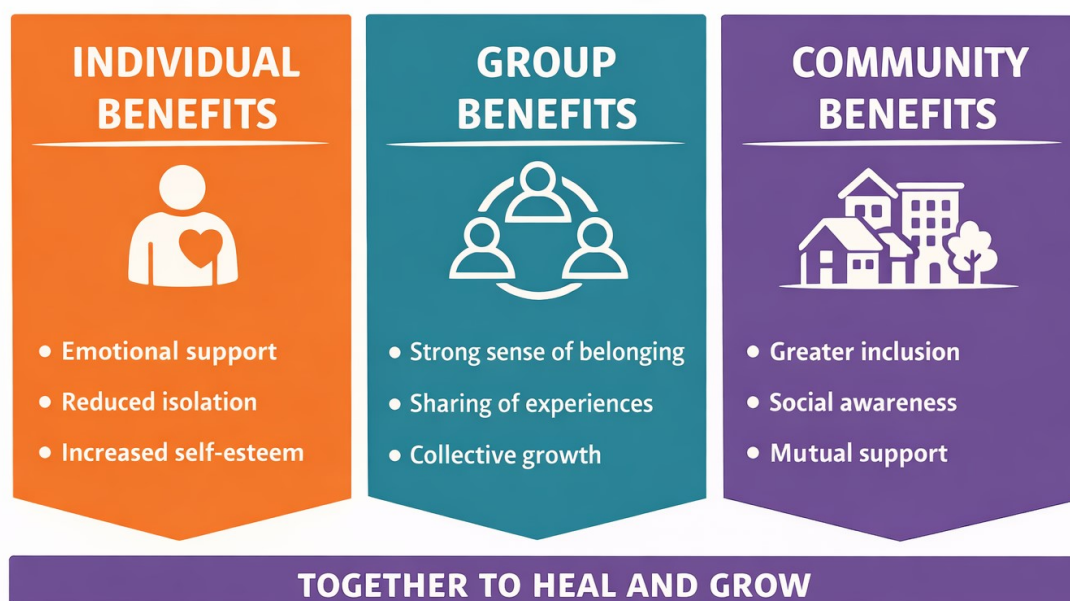 INDIVIDUAL
BENEFITS
• Emotional support
• Reduced isolation
• Increased self-esteem
GROUP
BENEFITS
• Strong sense of belonging
• Sharing of experiences
• Collective growth
COMMUNITY
BENEFITS
• Greater inclusion
• Social awareness
• Mutual support
TOGETHER TO HEAL AND GROW